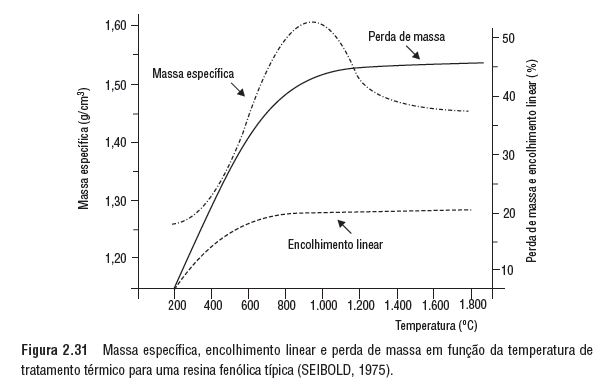 Massa específica (g/cm³)
1,60
1,50
1,40
1,30
1,20
Massa específica
Perda de massa
Encolhimento linear
50
40
30
20
10
Perda de massa e encolhimento linear (%)
200 400 600 800 1.000 1.200 1.400 1.600 1.800
Temperatura (ºC)
Figura 2.31 Massa específica, encolhimento linear e perda de massa em função da temperatura de
tratamento térmico para uma resina fenólica típica (SEIBOLD, 1975).